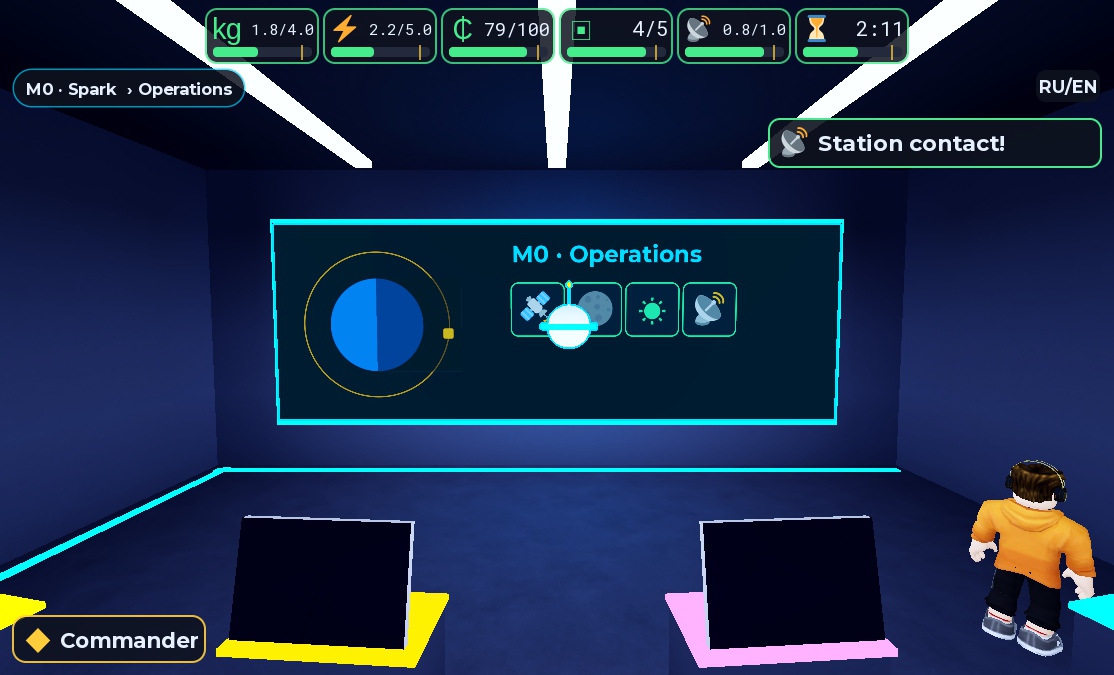 kg 1.8/4.0
2.2/5.0
₵ 79/100
4/5
0.8/1.0
2:11
M0 · Spark › Operations
RU/EN
Station contact!
M0 · Operations
Commander